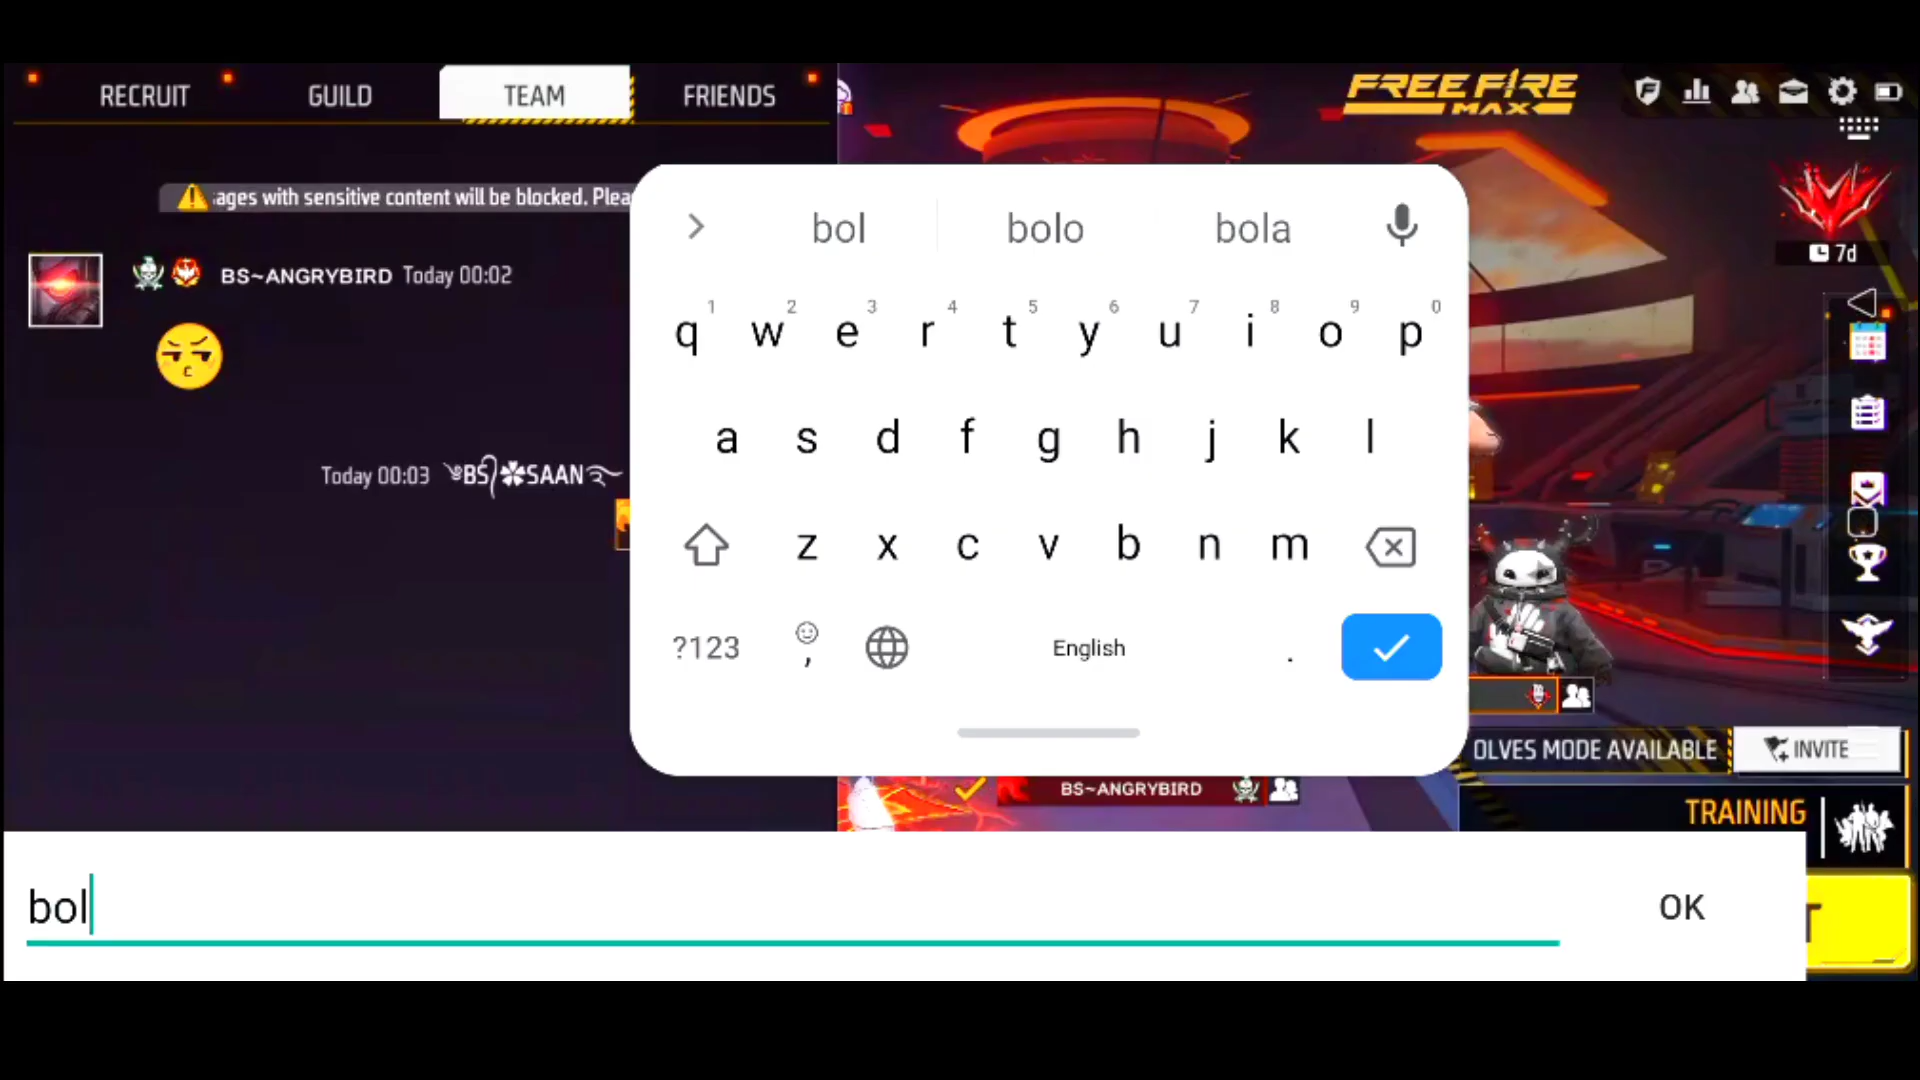 RECRUIT GUILD TEAM FRIENDS
FREE FIRE
MAX
ages with sensitive content will be blocked. Plea
7d
BS~ANGRYBIRD Today 00:02
Today 00:03 BS SAAN
bol bolo bola
1 2 3 4 5 6 7 8 9 0
q w e r t y u i o p
a s d f g h j k l
z x c v b n m
?123 , English .
OLVES MODE AVAILABLE INVITE
BS~ANGRYBIRD
TRAINING
bol OK
T